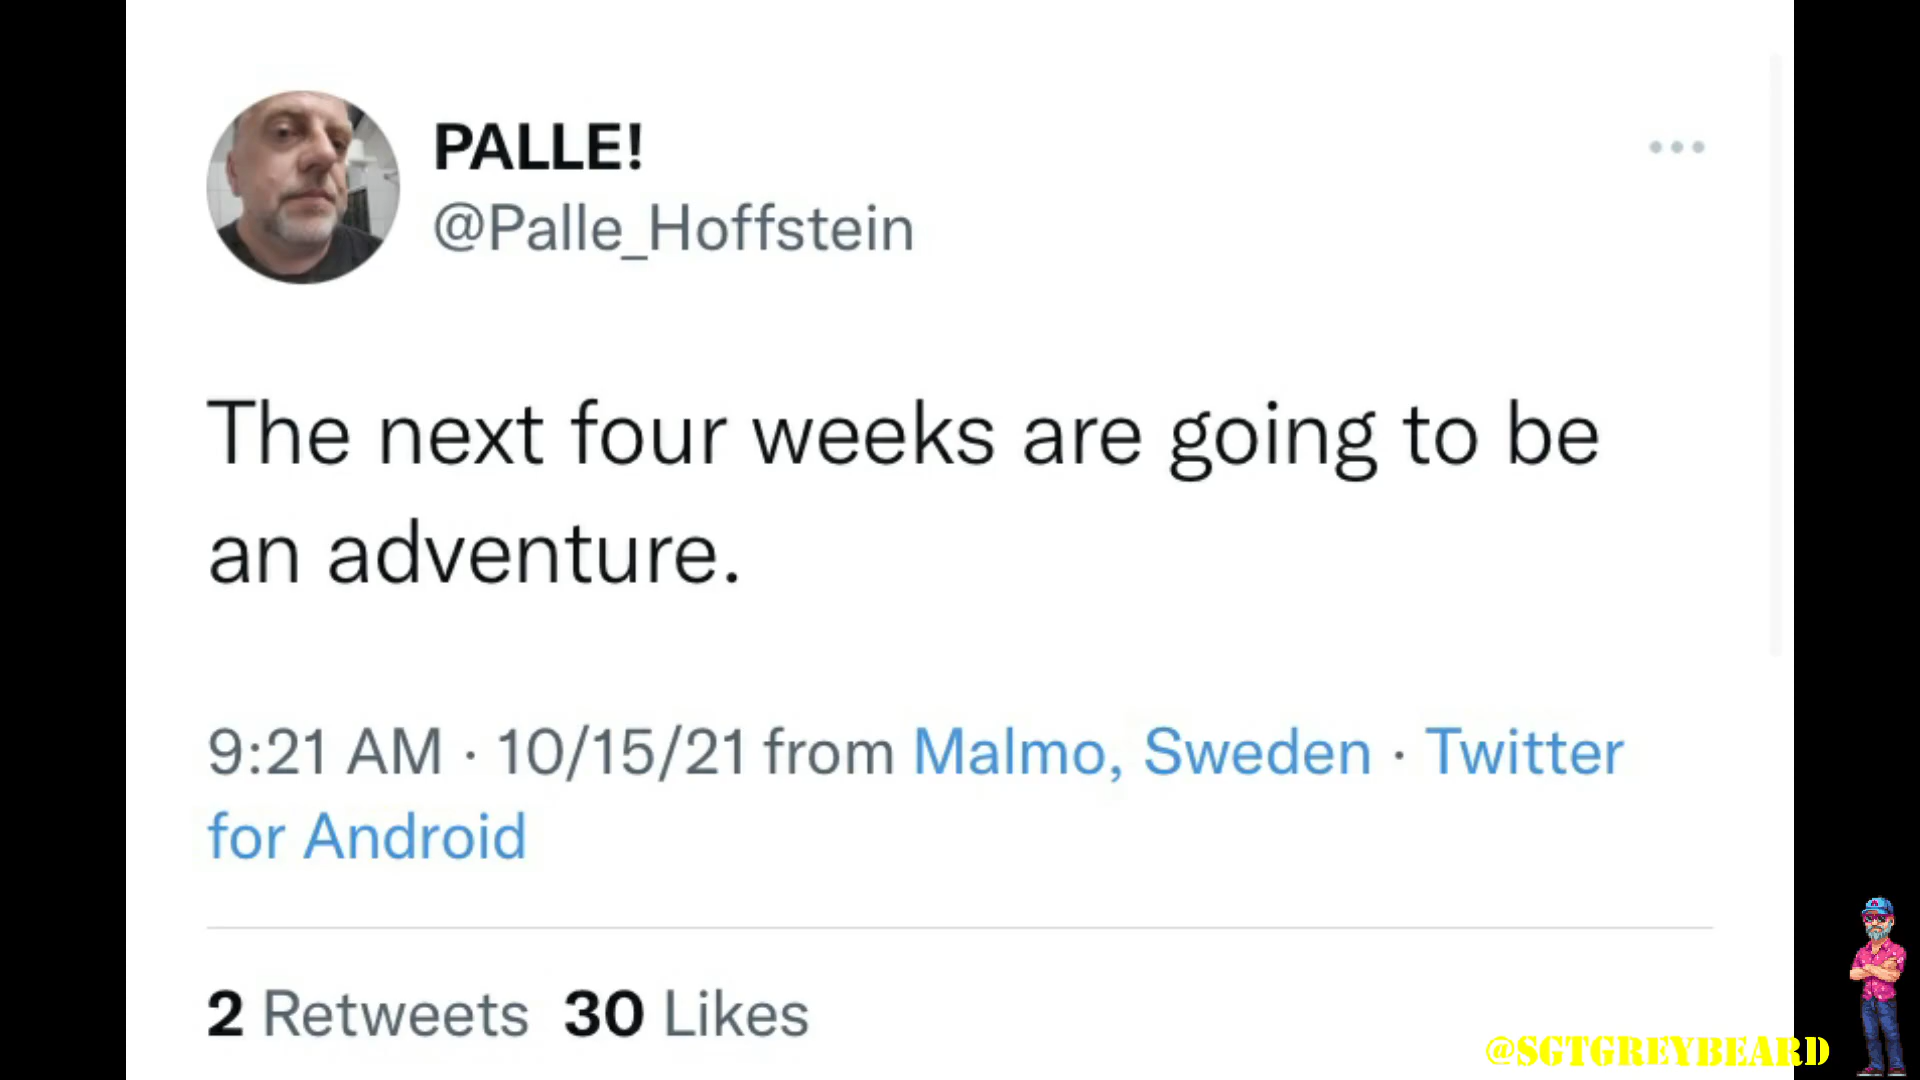 PALLE!
@Palle_Hoffstein
The next four weeks are going to be
an adventure.
9:21 AM · 10/15/21 from Malmo, Sweden · Twitter
for Android
2 Retweets 30 Likes
@SGTGREYBEARD